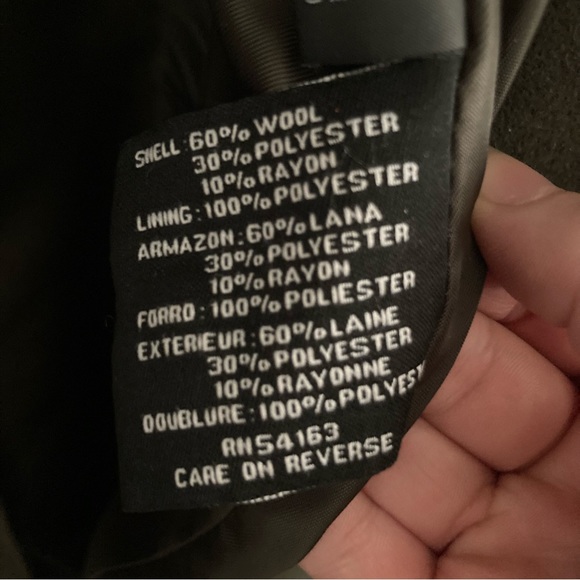 SHELL:60% WOOL
30% POLYESTER
10% RAYON
LINING:100% POLYESTER
ARMAZON:60% LANA
30% POLYESTER
10% RAYON
FORRO:100% POLIESTER
EXTERIEUR:60% LAINE
30% POLYESTER
10% RAYONNE
DOUBLURE:100% POLYEST
RN54163
CARE ON REVERSE